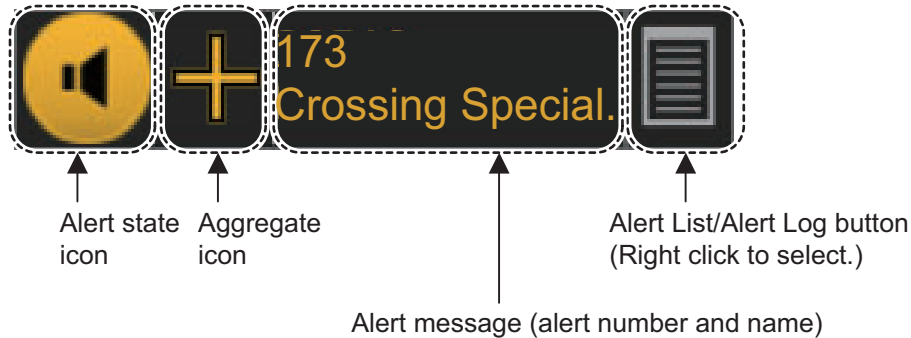 173
Crossing Special.
Alert state icon
Aggregate icon
Alert List/Alert Log button
(Right click to select.)
Alert message (alert number and name)